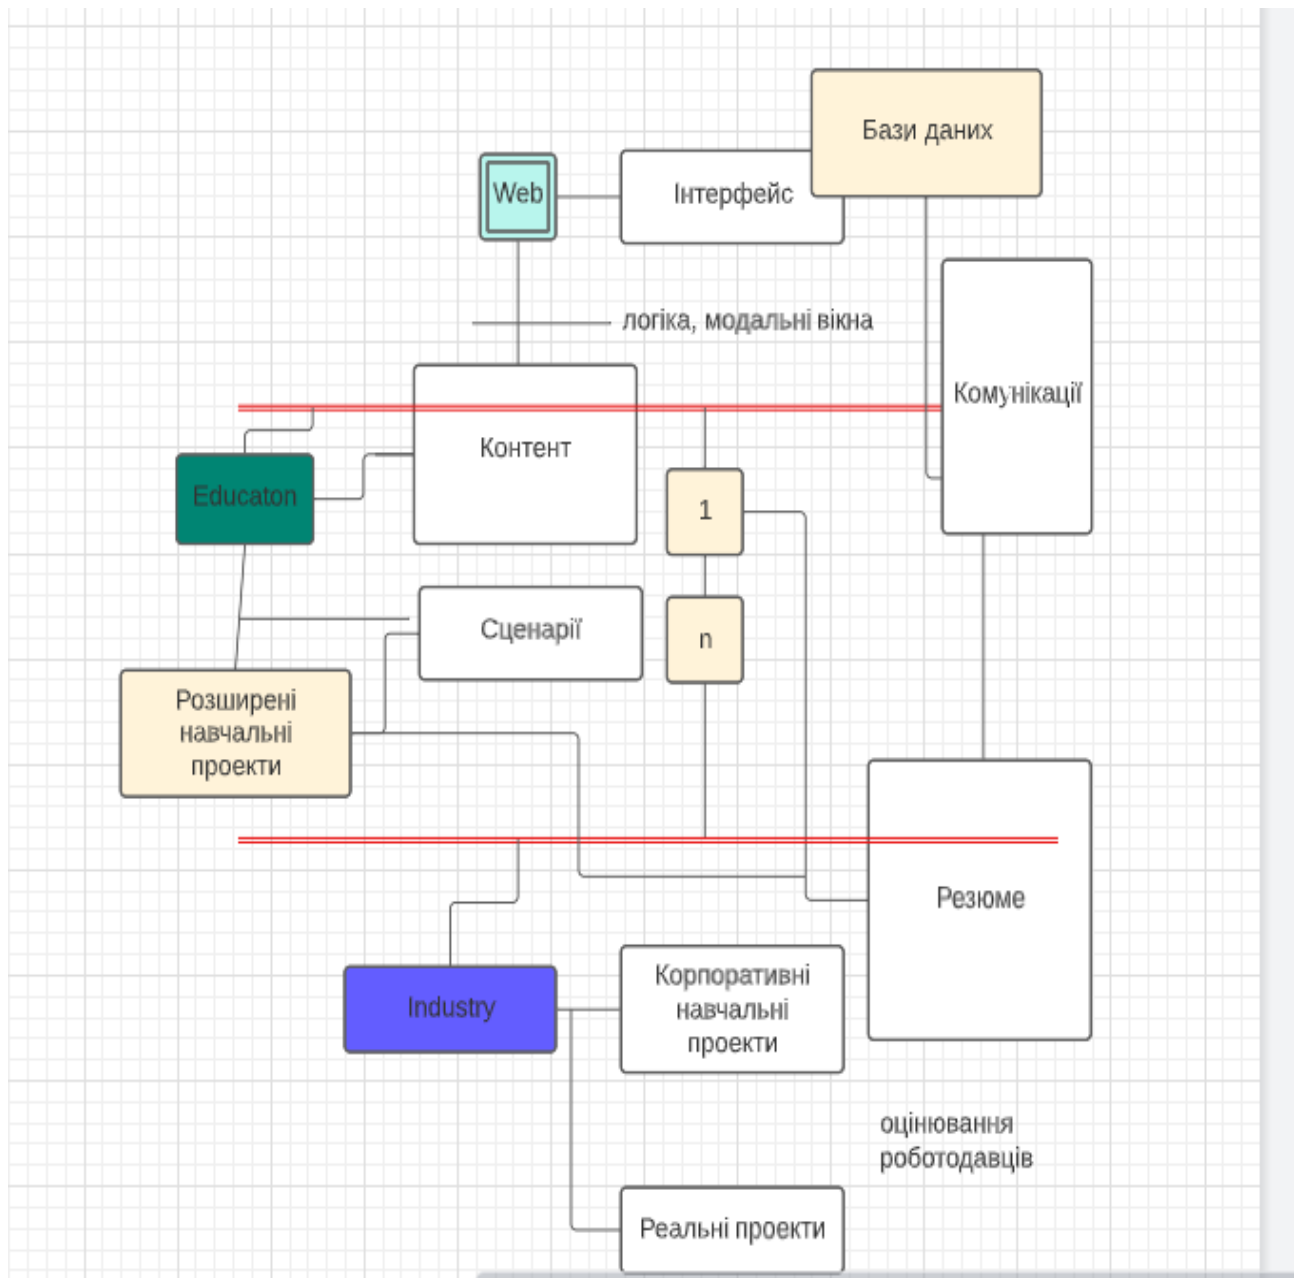 Бази даних
Web
Інтерфейс
логіка, модальні вікна
Комунікації
Контент
Educaton
1
Сценарії
n
Розширені
навчальні
проекти
Резюме
Industry
Корпоративні
навчальні
проекти
оцінювання
роботодавців
Реальні проекти